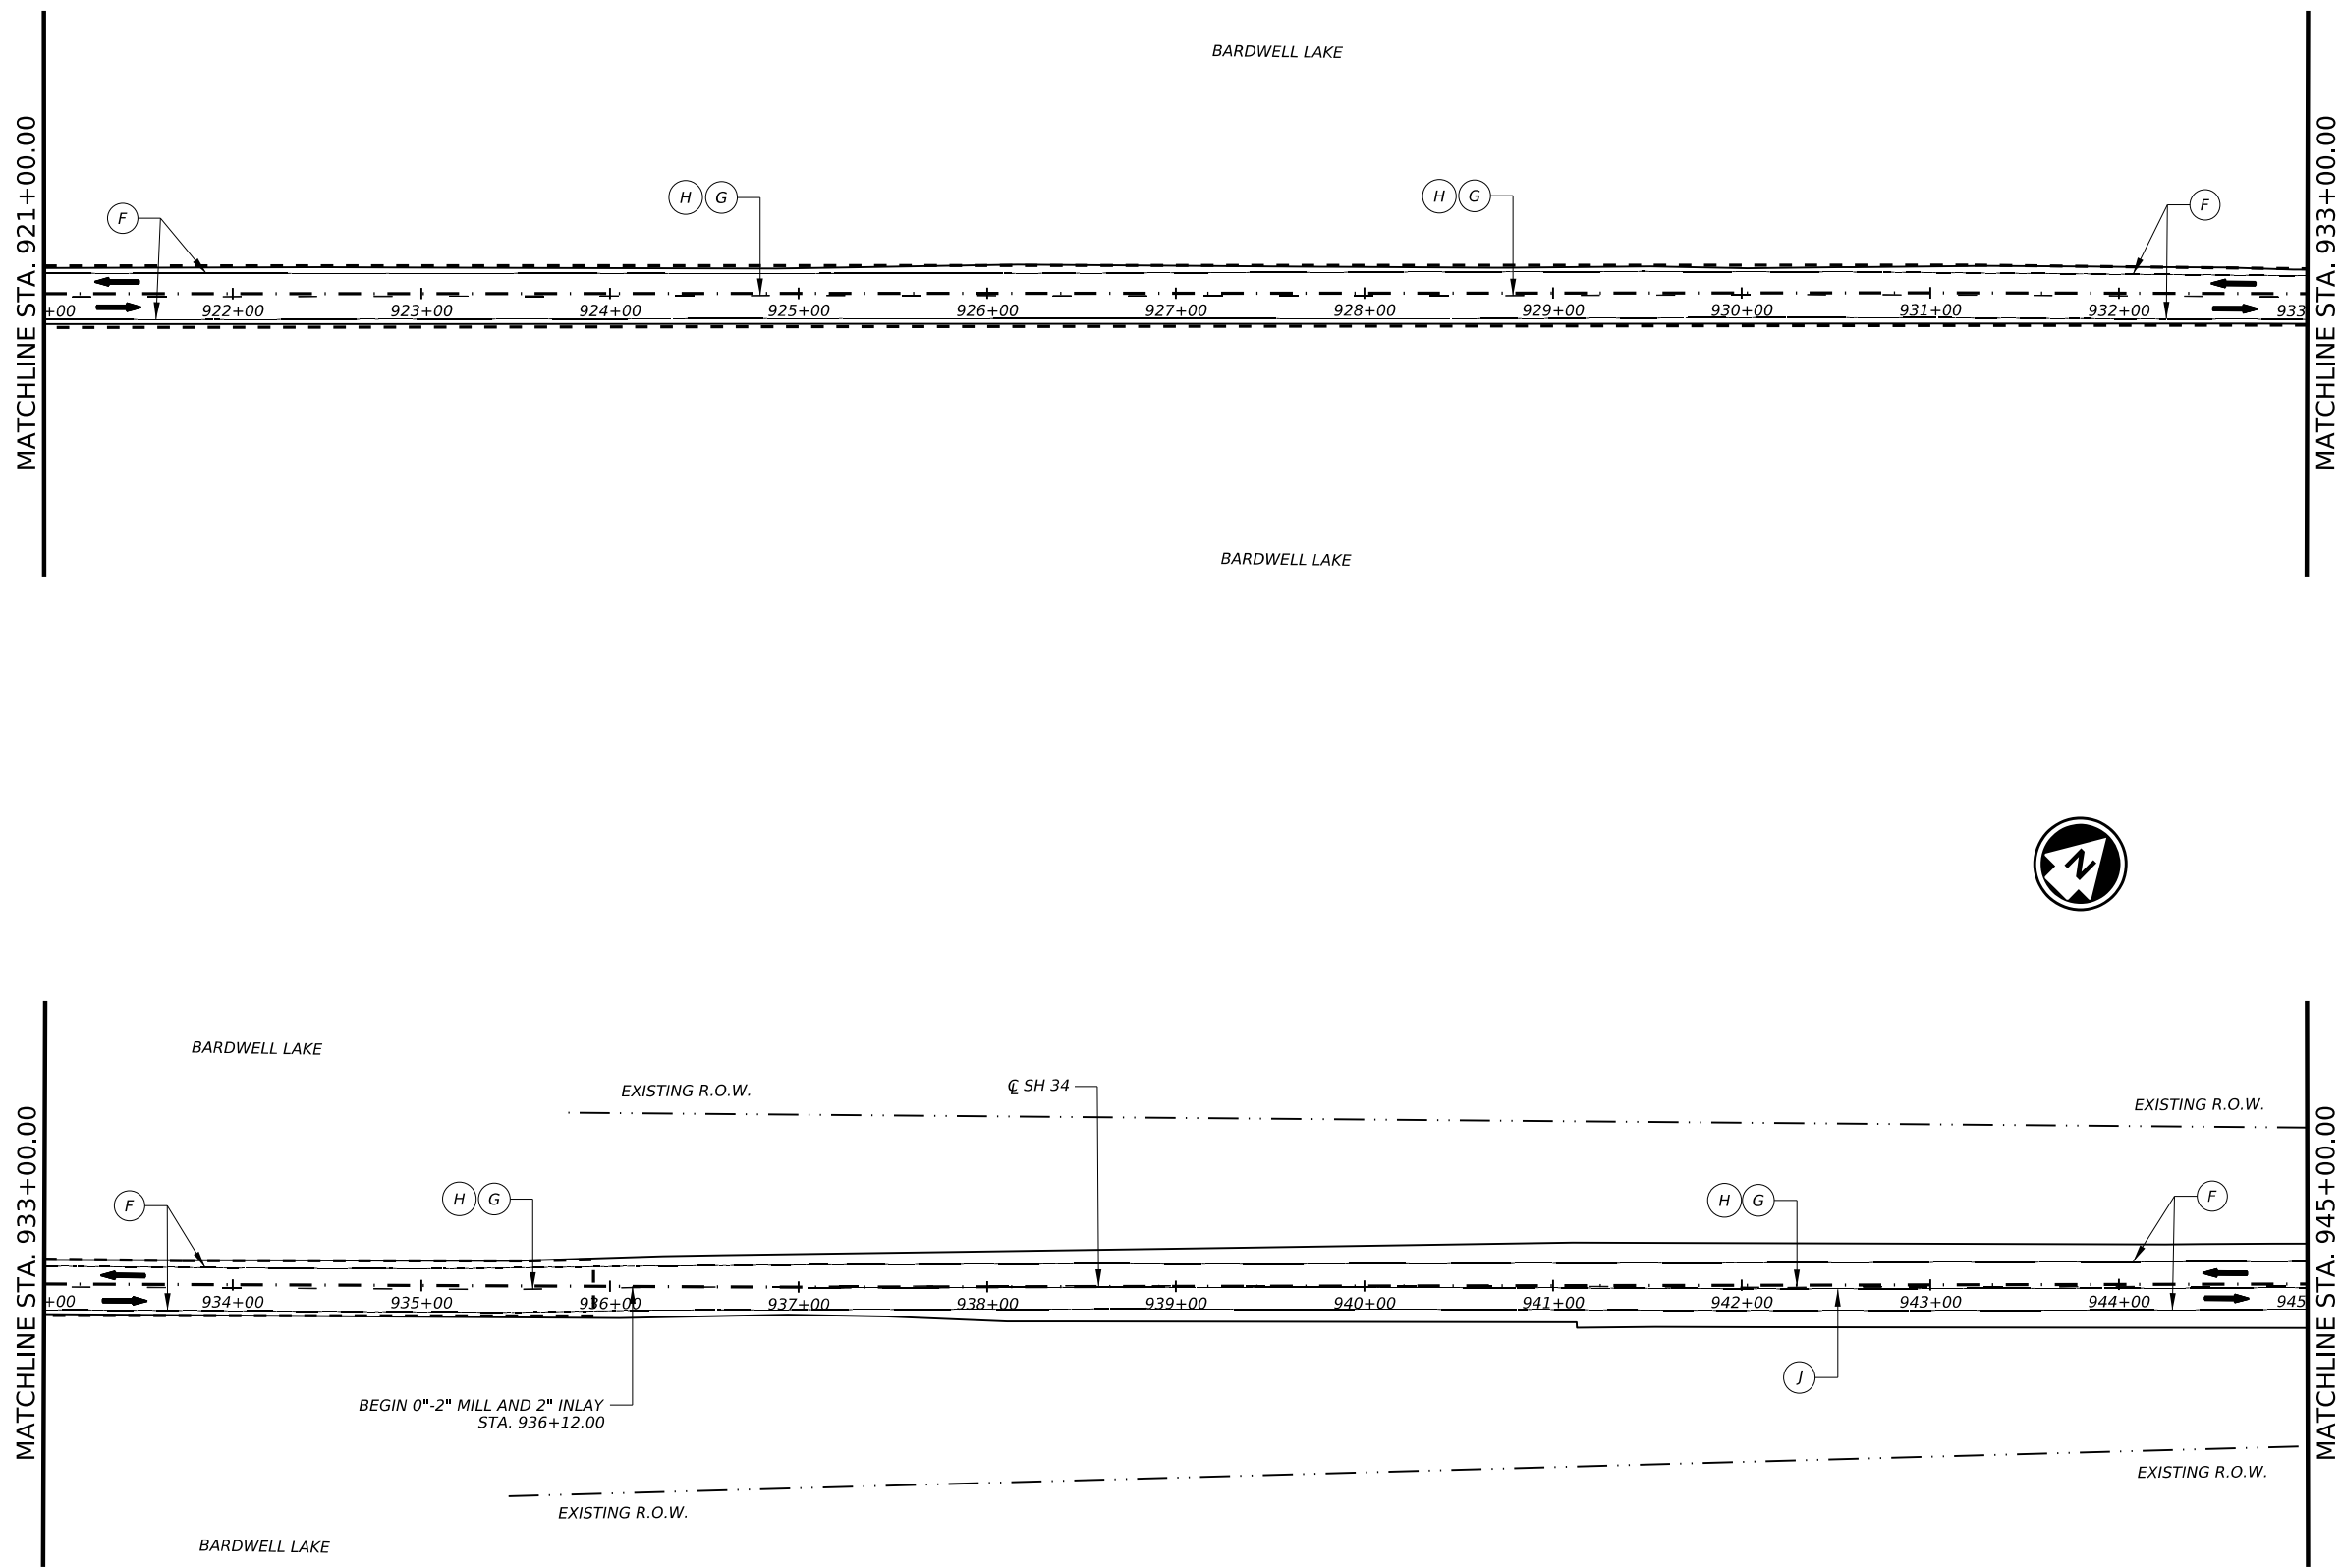 BARDWELL LAKE
MATCHLINE STA. 921+00.00
MATCHLINE STA. 933+00.00
F
H G
H G
F
+00 922+00 923+00 924+00 925+00 926+00 927+00 928+00 929+00 930+00 931+00 932+00 933
BARDWELL LAKE
N
MATCHLINE STA. 933+00.00
MATCHLINE STA. 945+00.00
BARDWELL LAKE
EXISTING R.O.W.
℄ SH 34
EXISTING R.O.W.
F
H G
H G
F
+00 934+00 935+00 936+00 937+00 938+00 939+00 940+00 941+00 942+00 943+00 944+00 945
J
BEGIN 0"-2" MILL AND 2" INLAY
STA. 936+12.00
EXISTING R.O.W.
EXISTING R.O.W.
BARDWELL LAKE